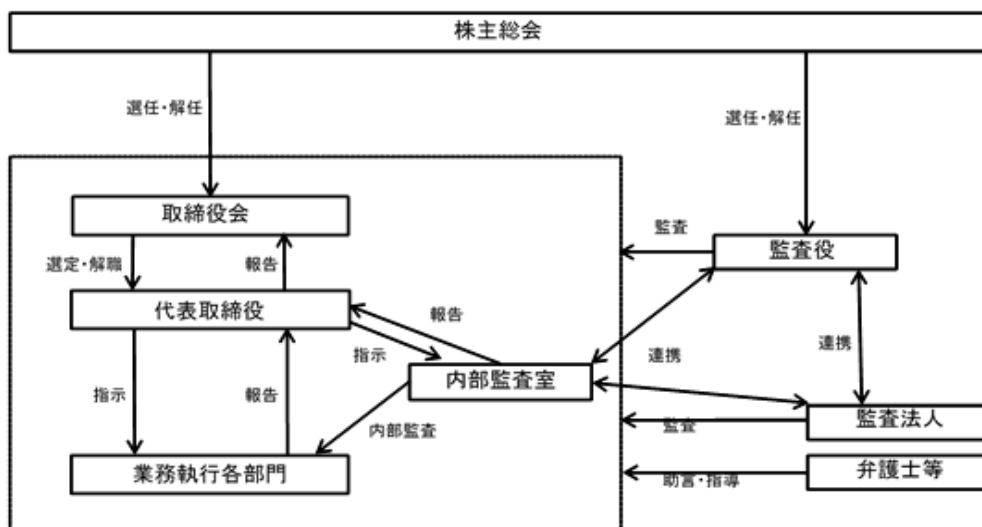 株主総会
選任・解任
選任・解任
取締役会
監査
監査役
選定・解職
報告
代表取締役
報告
指示
連携
連携
内部監査室
指示
報告
内部監査
監査
監査法人
業務執行各部門
助言・指導
弁護士等